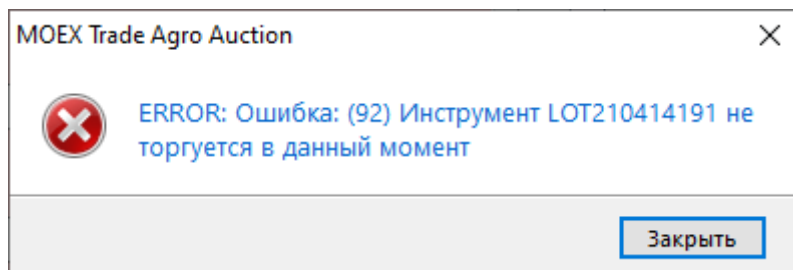 MOEX Trade Agro Auction
ERROR: Ошибка: (92) Инструмент LOT210414191 не
торгуется в данный момент
Закрыть